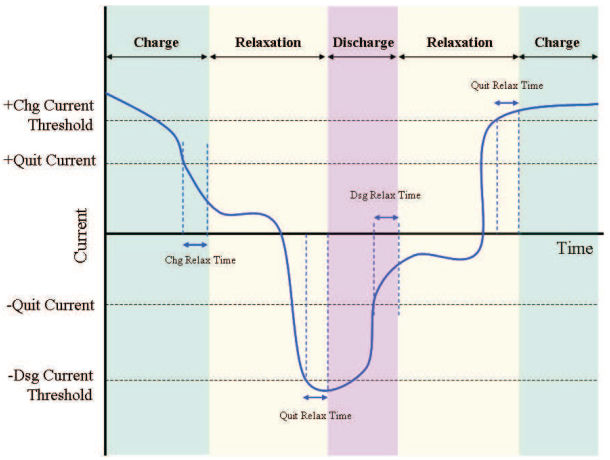 Charge
Relaxation
Discharge
Relaxation
Charge
Quit Relax Time
+Chg Current
Threshold
+Quit Current
Dsg Relax Time
Current
Time
Chg Relax Time
-Quit Current
-Dsg Current
Threshold
Quit Relax Time